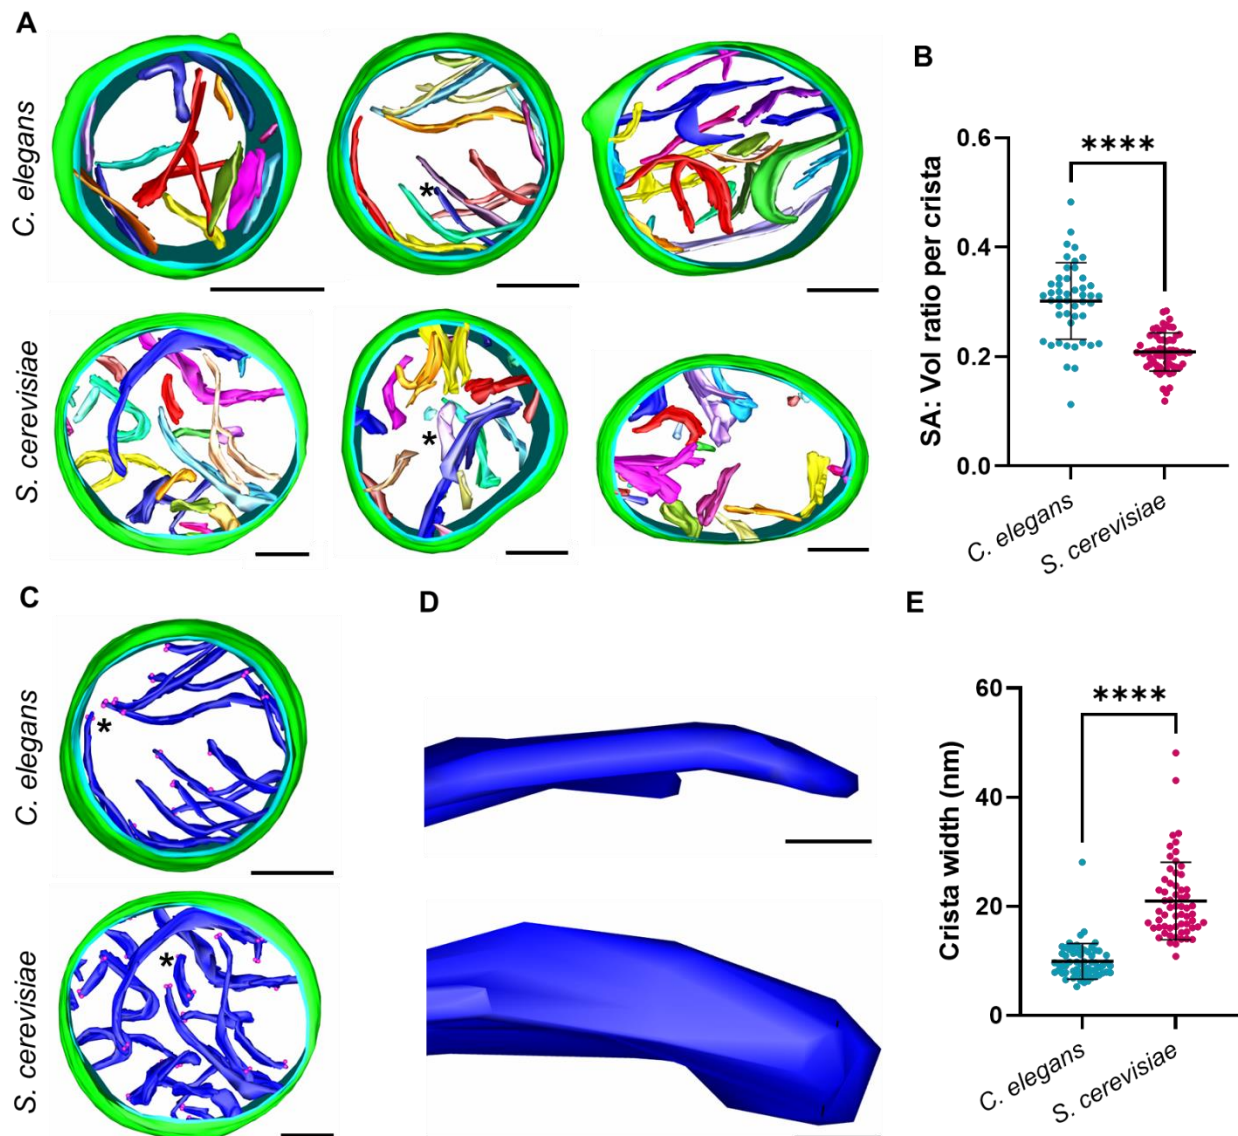 A
C. elegans
*
S. cerevisiae
*
B
SA: Vol ratio per crista
0.6
0.4
0.2
0.0
****
C. elegans
S. cerevisiae
C
C. elegans
*
S. cerevisiae
*
D
E
Crista width (nm)
60
40
20
0
****
C. elegans
S. cerevisiae